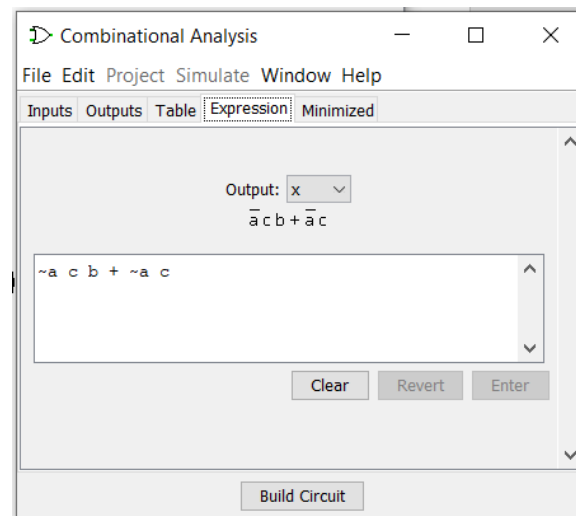 Combinational Analysis
File Edit Project Simulate Window Help
Inputs Outputs Table Expression Minimized
Output: x
a̅ c b + a̅ c
~a c b + ~a c
Clear Revert Enter
Build Circuit